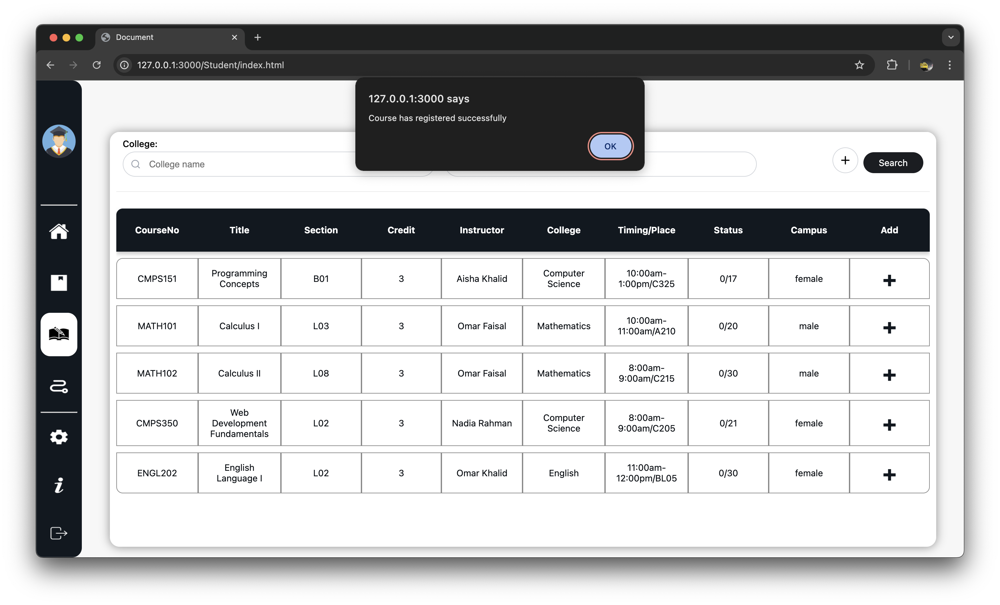 Document
127.0.0.1:3000/Student/index.html
127.0.0.1:3000 says
Course has registered successfully
OK
College:
College name
Search
CourseNo Title Section Credit Instructor College Timing/Place Status Campus Add
CMPS151 Programming Concepts B01 3 Aisha Khalid Computer Science 10:00am-1:00pm/C325 0/17 female
MATH101 Calculus I L03 3 Omar Faisal Mathematics 10:00am-11:00am/A210 0/20 male
MATH102 Calculus II L08 3 Omar Faisal Mathematics 8:00am-9:00am/C215 0/30 male
CMPS350 Web Development Fundamentals L02 3 Nadia Rahman Computer Science 8:00am-9:00am/C205 0/21 female
ENGL202 English Language I L02 3 Omar Khalid English 11:00am-12:00pm/BL05 0/30 female